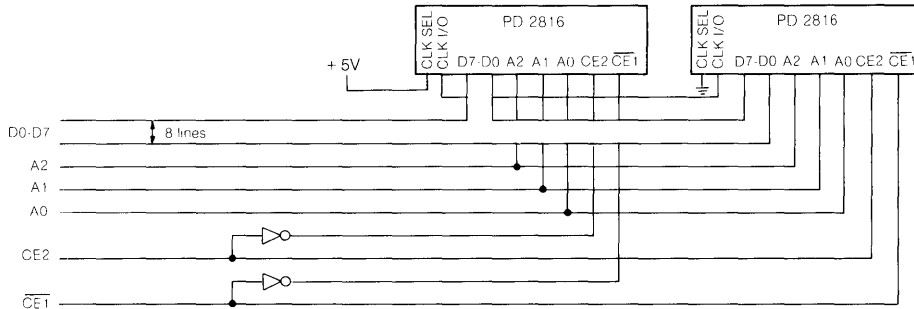 PD 2816
PD 2816
CLK SEL
CLK I/O
D7-D0 A2 A1 A0 CE2 CE1
CLK SEL
CLK I/O
D7-D0 A2 A1 A0 CE2 CE1
+ 5V
D0-D7
8 lines
A2
A1
A0
CE2
CE1